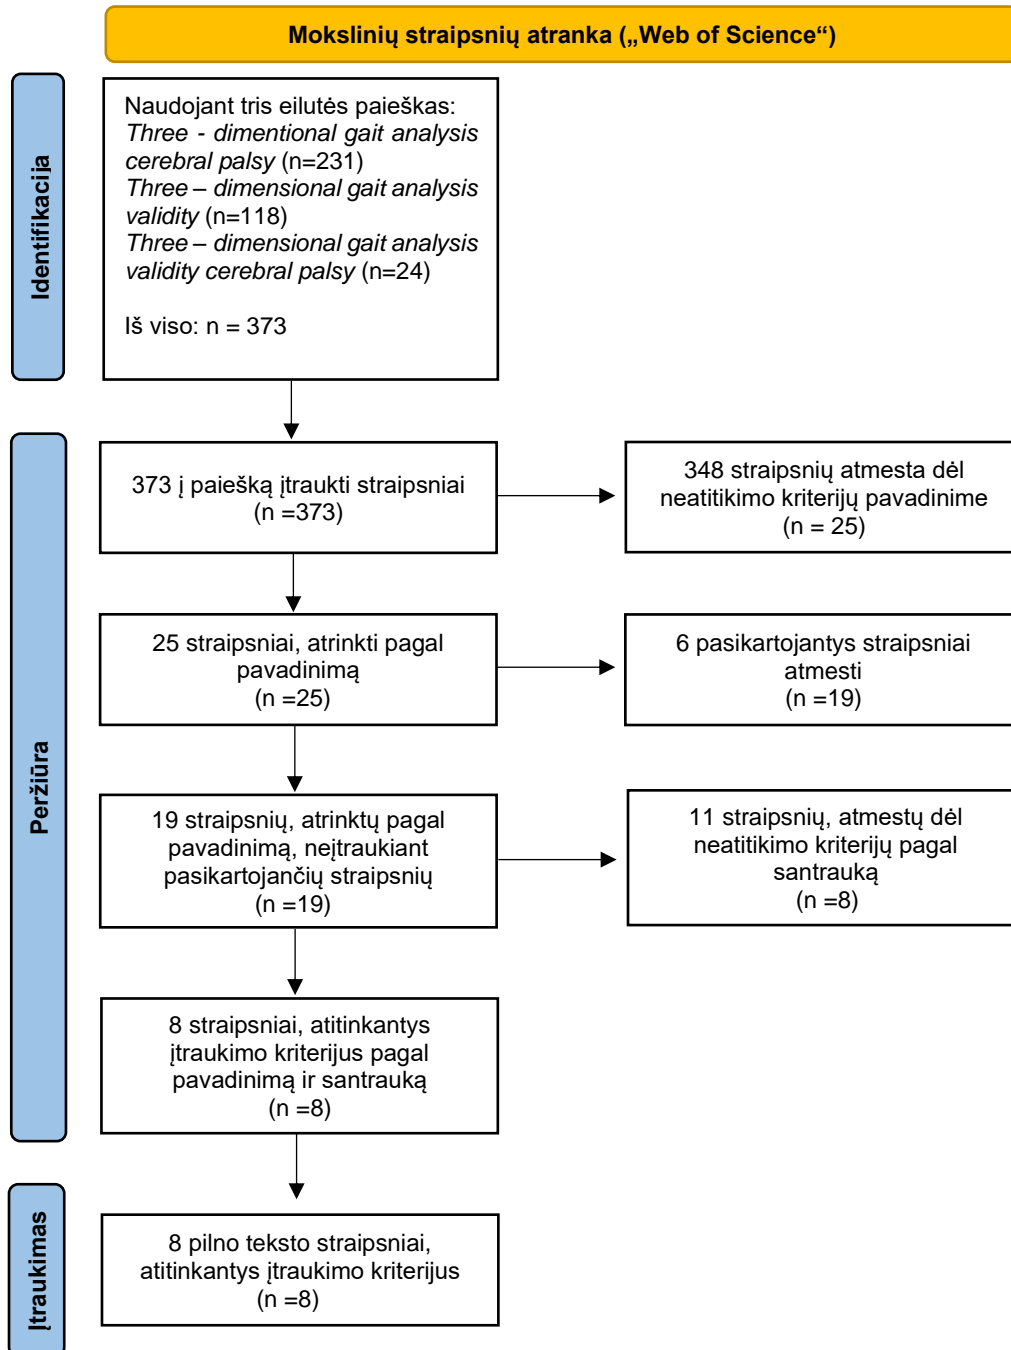 Mokslinių straipsnių atranka („Web of Science“)
Identifikacija
Naudojant tris eilutės paieškas:
Three - dimentional gait analysis
cerebral palsy (n=231)
Three – dimensional gait analysis
validity (n=118)
Three – dimensional gait analysis
validity cerebral palsy (n=24)
Iš viso: n = 373
Peržiūra
373 į paiešką įtraukti straipsniai
(n =373)
348 straipsnių atmesta dėl
neatitikimo kriterijų pavadinime
(n = 25)
25 straipsniai, atrinkti pagal
pavadinimą
(n =25)
6 pasikartojantys straipsniai
atmesti
(n =19)
19 straipsnių, atrinktų pagal
pavadinimą, neįtraukiant
pasikartojančių straipsnių
(n =19)
11 straipsnių, atmestų dėl
neatitikimo kriterijų pagal
santrauką
(n =8)
8 straipsniai, atitinkantys
įtraukimo kriterijus pagal
pavadinimą ir santrauką
(n =8)
Įtraukimas
8 pilno teksto straipsniai,
atitinkantys įtraukimo kriterijus
(n =8)